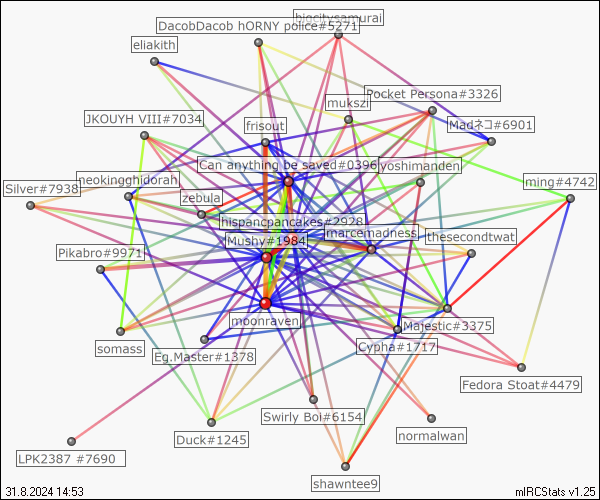 bigcitysamurai
DacobDacob hORNY police#5271
eliakith
Pocket Persona#3326
mukszi
JKOUYH VIII#7034
frisout
Madネコ#6901
Can anything be saved#0396
yoshimanden
neokingghidorah
ming#4742
Silver#7938
zebula
hispanicpancakes#2928
marcemadness
Mushy#1984
thesecondtwat
Pikabro#9971
moonraven
Majestic#3375
somass
Eg.Master#1378
Cypha#1717
Fedora Stoat#4479
Swirly Boi#6154
Duck#1245
normalwan
LPK2387 #7690
shawntee9
31.8.2024 14:53
mIRCStats v1.25